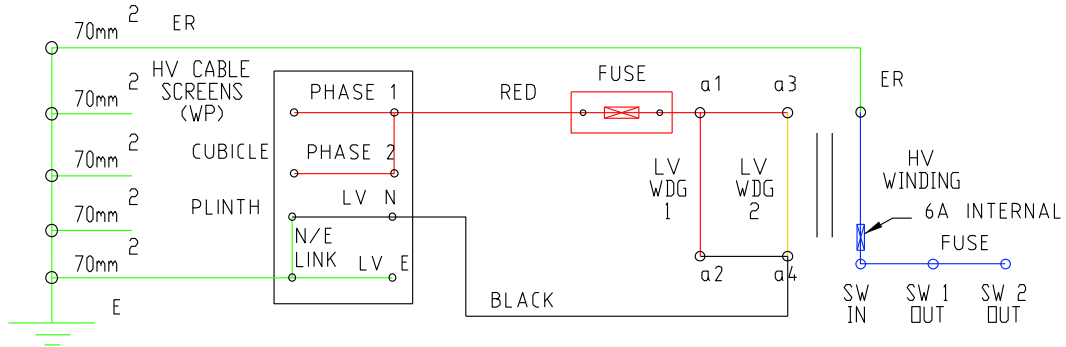 70mm 2 ER
70mm 2
HV CABLE
SCREENS
(WP)
70mm 2
70mm 2
70mm 2
E
CUBICLE
PLINTH
PHASE 1
PHASE 2
LV N
N/E
LINK
LV E
RED
BLACK
FUSE
a1
a3
LV
WDG
1
LV
WDG
2
a2
a4
ER
HV
WINDING
6A INTERNAL
FUSE
SW
IN
SW 1
OUT
SW 2
OUT